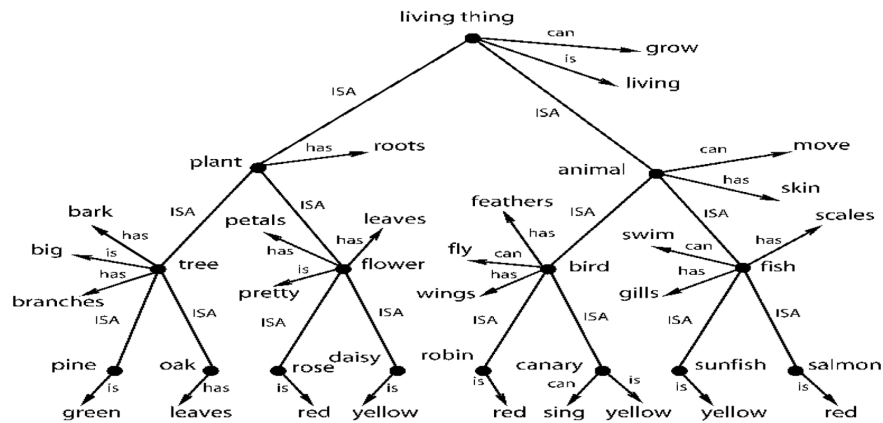 living thing
can
grow
is
living
ISA
ISA
plant
has
roots
animal
can
move
has
skin
ISA
ISA
ISA
ISA
bark
has
big
is
has
branches
tree
petals
has
has
leaves
is
pretty
flower
feathers
has
fly
can
has
wings
bird
swim
can
has
scales
has
gills
fish
ISA
ISA
ISA
ISA
ISA
ISA
ISA
ISA
pine
oak
rose
daisy
robin
canary
sunfish
salmon
is
has
is
is
is
can
is
is
is
green
leaves
red
yellow
red
sing
yellow
yellow
red